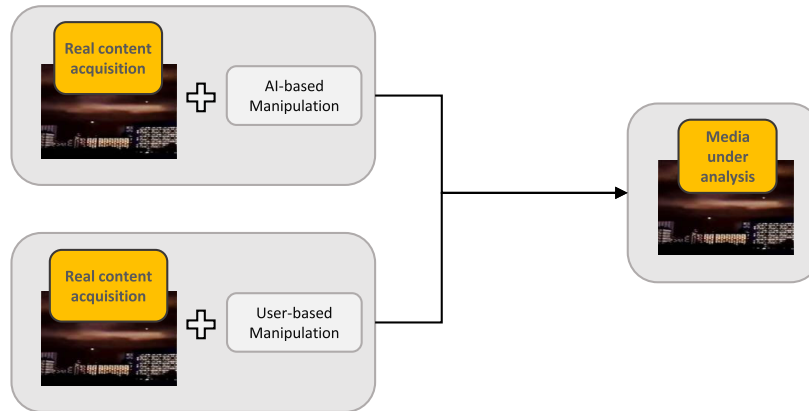 Real content
acquisition
AI-based
Manipulation
Media
under
analysis
Real content
acquisition
User-based
Manipulation